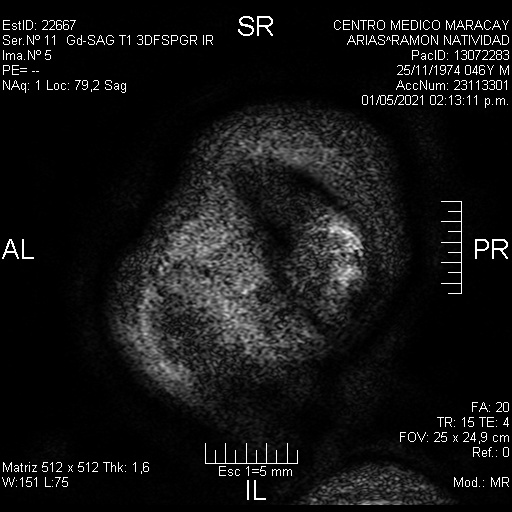 EstID: 22667
Ser.Nº 11 Gd-SAG T1 3DFSPGR IR
Ima.Nº 5
PE= --
NAq: 1 Loc: 79,2 Sag
SR
CENTRO MEDICO MARACAY
ARIAS^RAMON NATIVIDAD
PacID: 13072283
25/11/1974 046Y M
AccNum: 23113301
01/05/2021 02:13:11 p.m.
AL
PR
FA: 20
TR: 15 TE: 4
FOV: 25 x 24,9 cm
Ref.: 0
Matriz 512 x 512 Thk: 1,6
W:151 L:75
Esc 1=5 mm
IL
Mod.: MR